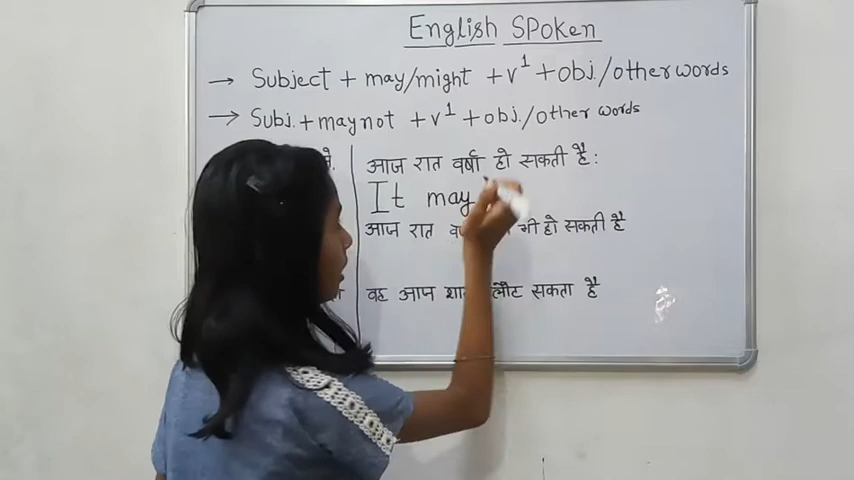 English Spoken
→ Subject + may/might + v¹ + obj./other words
→ Subj. + may not + v¹ + obj./other words
आज रात वर्षा हो सकती है:
It may
आज रात भी हो सकती है
वह आज लौट सकता है